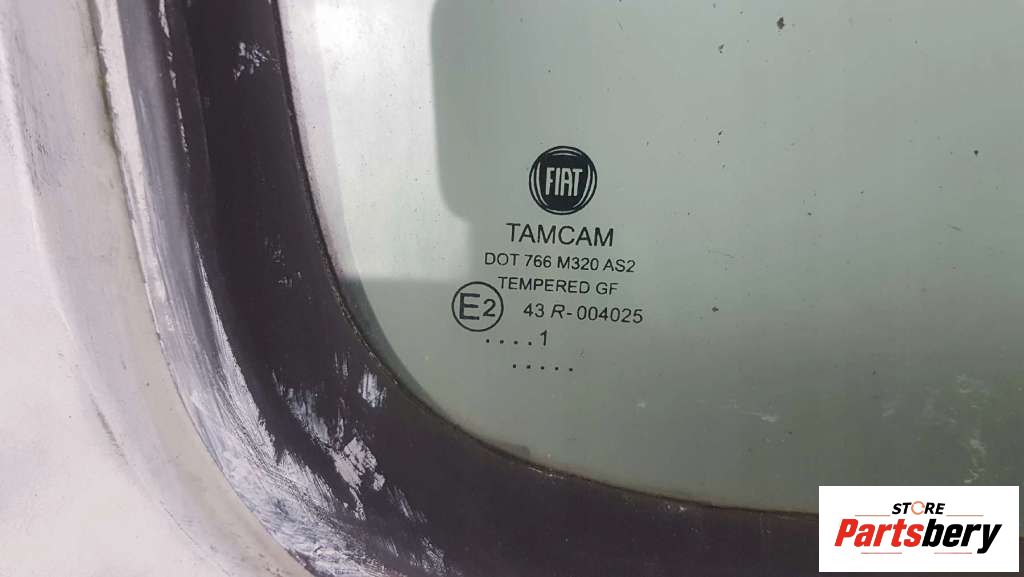 FIAT
TAMCAM
DOT 766 M320 AS2
TEMPERED GF
E2 43 R-004025
....1
.....
STORE
Partsbery